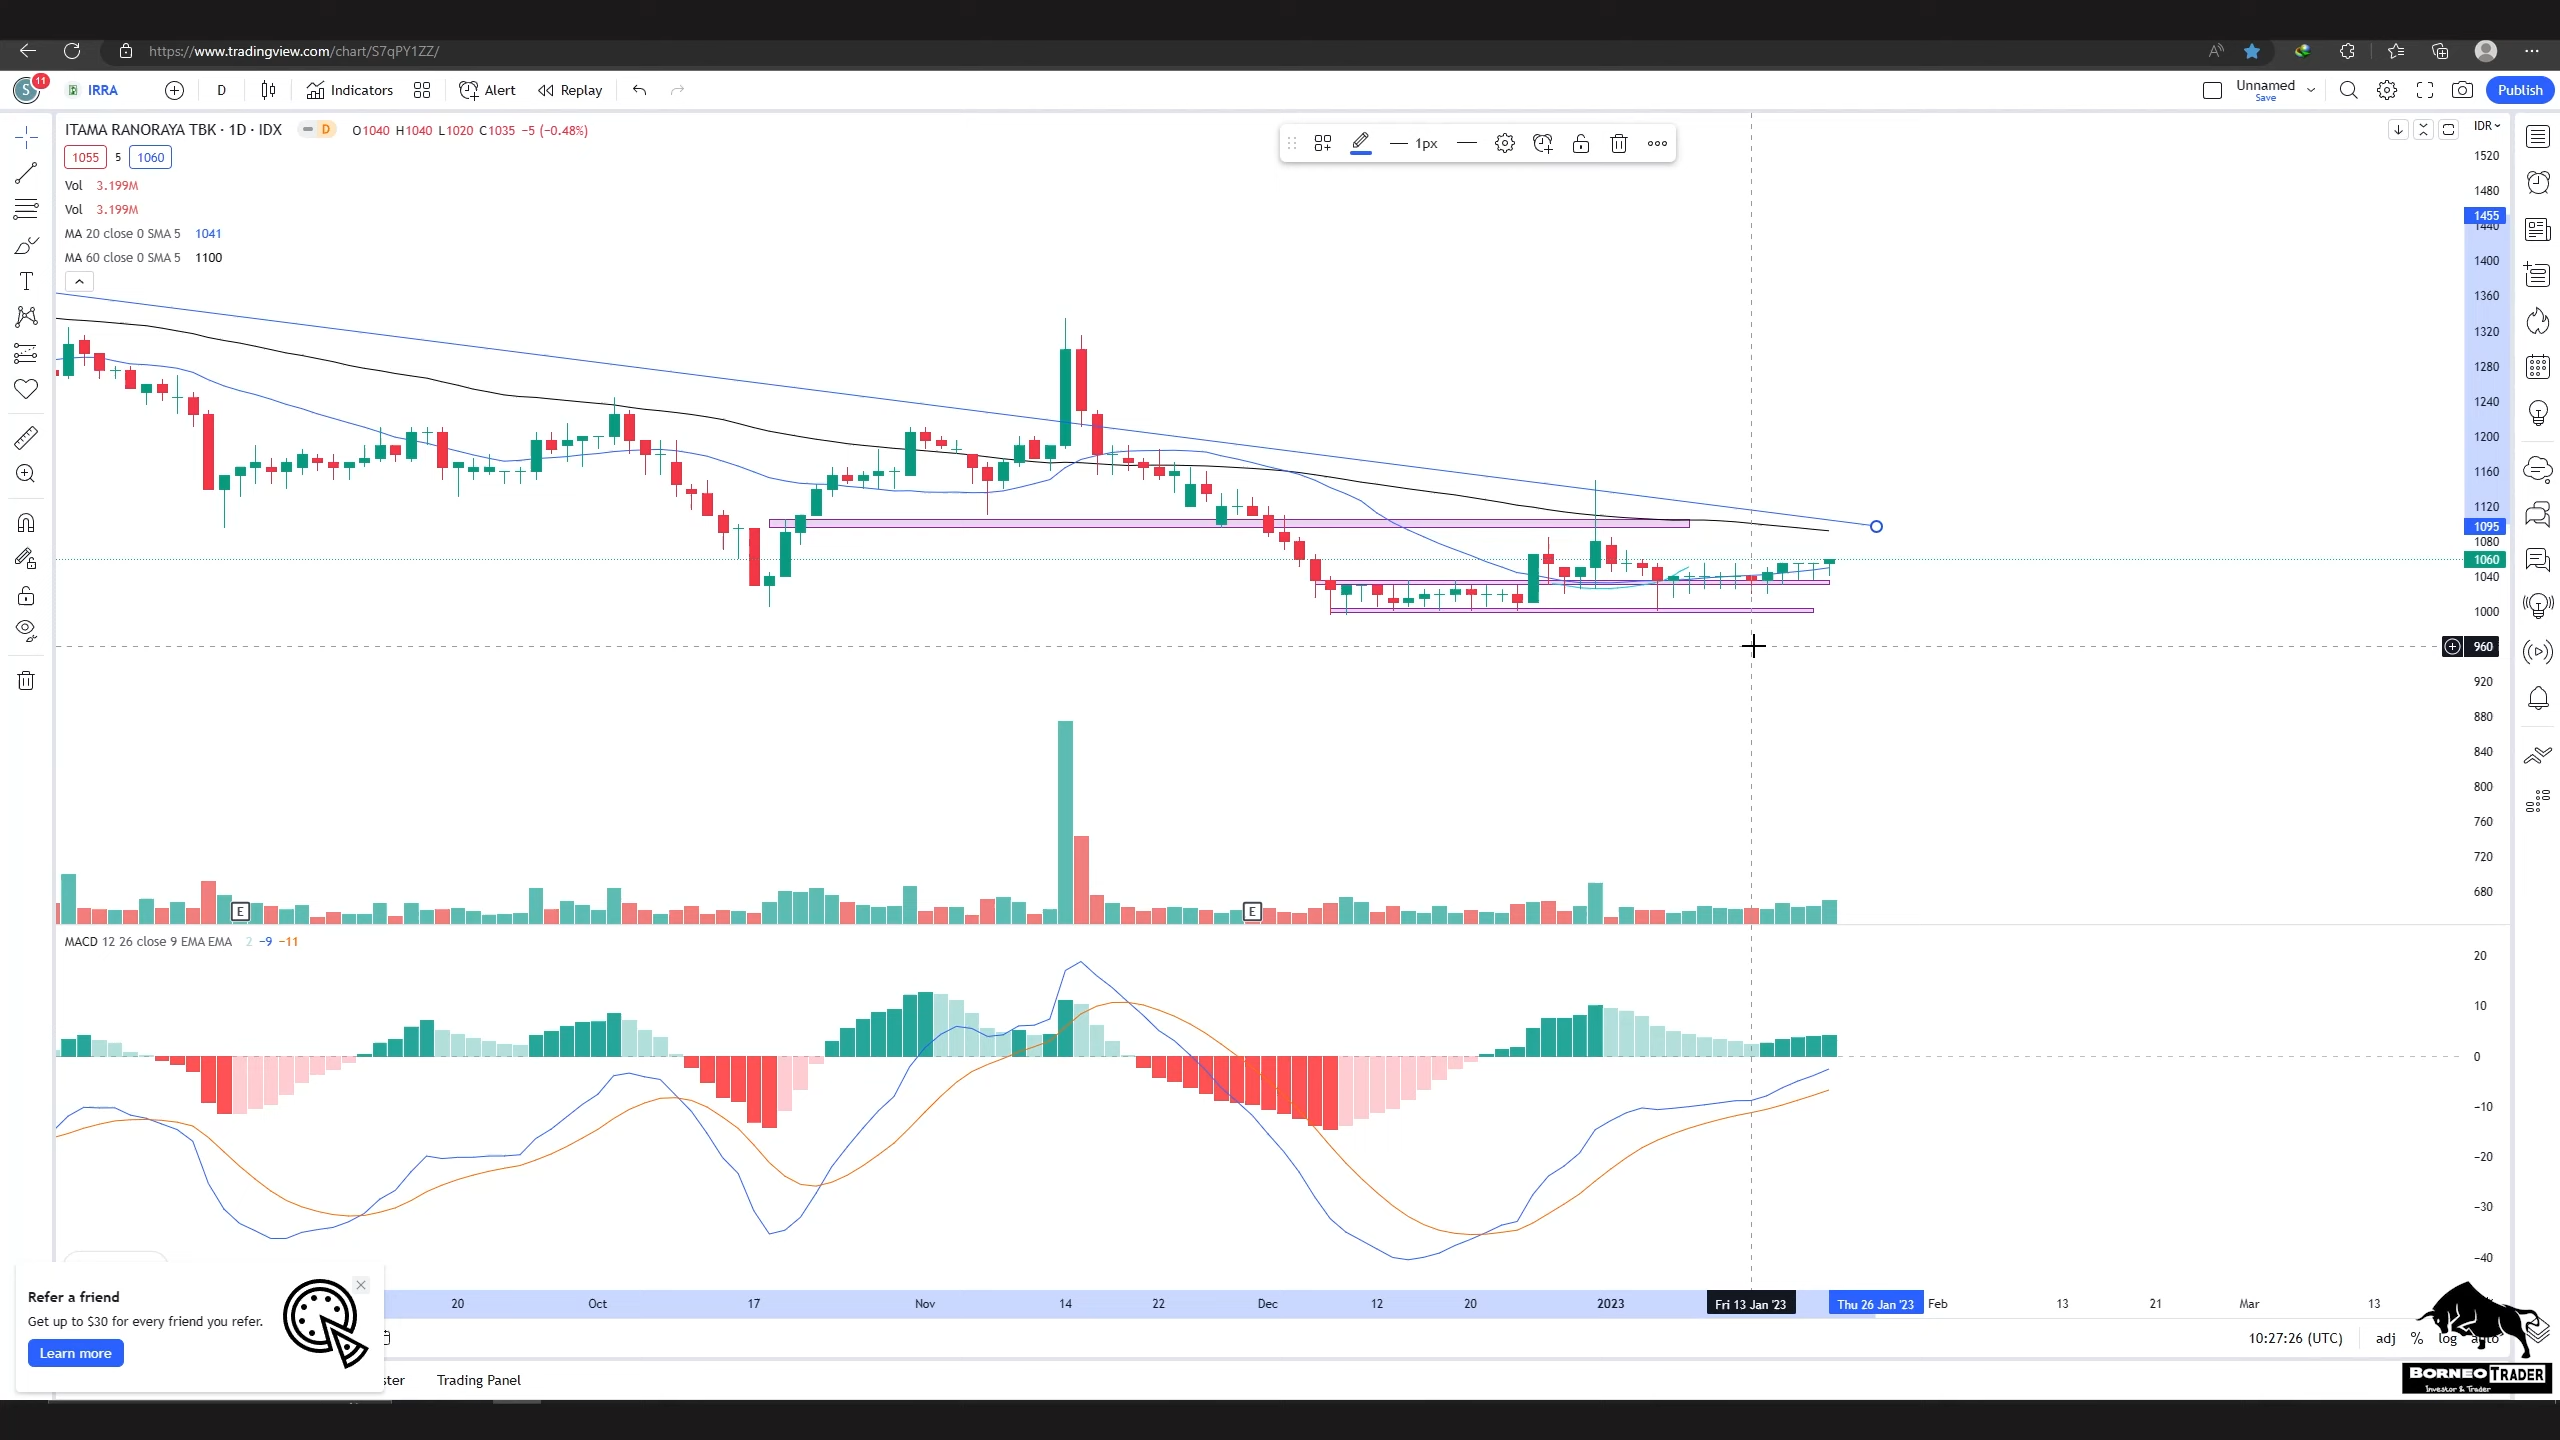 https://www.tradingview.com/chart/S7qPY1ZZ/
S 11 IRRA D Indicators Alert Replay Unnamed Save Publish
ITAMA RANORAYA TBK · 1D · IDX D O1040 H1040 L1020 C1035 −5 (−0.48%)
1055 5 1060
Vol 3.199M
Vol 3.199M
MA 20 close 0 SMA 5 1041
MA 60 close 0 SMA 5 1100
1px
IDR
1520
1480
1455
1440
1400
1360
1320
1280
1240
1200
1160
1120
1095
1080
1060
1040
1000
960
920
880
840
800
760
720
680
E E
MACD 12 26 close 9 EMA EMA 2 −9 −11
20
10
0
−10
−20
−30
−40
20 Oct 17 Nov 14 22 Dec 12 20 2023 Fri 13 Jan '23 Thu 26 Jan '23 Feb 13 21 Mar 13
Refer a friend
Get up to $30 for every friend you refer.
Learn more
10:27:26 (UTC) adj % log auto
ster Trading Panel
BORNEO TRADER
Investor & Trader